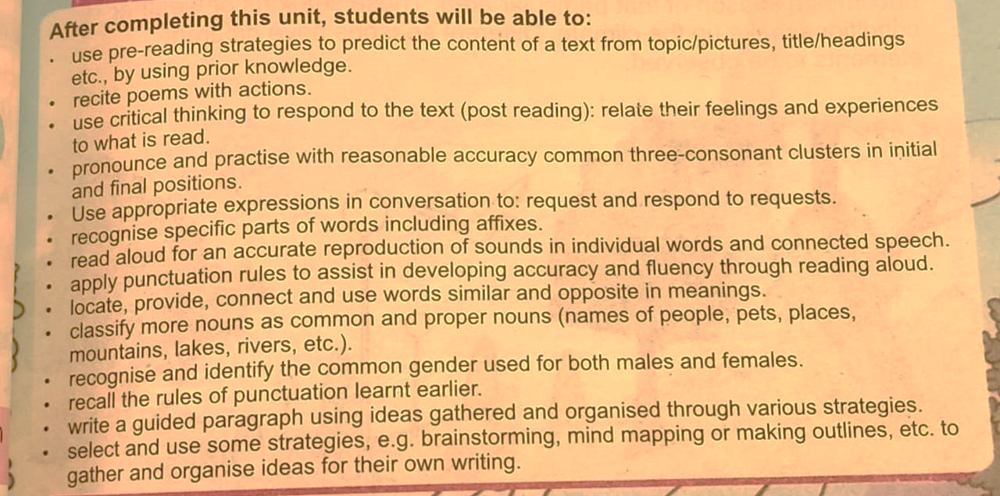 After completing this unit, students will be able to:
• use pre-reading strategies to predict the content of a text from topic/pictures, title/headings
etc., by using prior knowledge.
• recite poems with actions.
• use critical thinking to respond to the text (post reading): relate their feelings and experiences
to what is read.
• pronounce and practise with reasonable accuracy common three-consonant clusters in initial
and final positions.
• Use appropriate expressions in conversation to: request and respond to requests.
• recognise specific parts of words including affixes.
• read aloud for an accurate reproduction of sounds in individual words and connected speech.
• apply punctuation rules to assist in developing accuracy and fluency through reading aloud.
• locate, provide, connect and use words similar and opposite in meanings.
• classify more nouns as common and proper nouns (names of people, pets, places,
mountains, lakes, rivers, etc.).
• recognise and identify the common gender used for both males and females.
• recall the rules of punctuation learnt earlier.
• write a guided paragraph using ideas gathered and organised through various strategies.
• select and use some strategies, e.g. brainstorming, mind mapping or making outlines, etc. to
gather and organise ideas for their own writing.